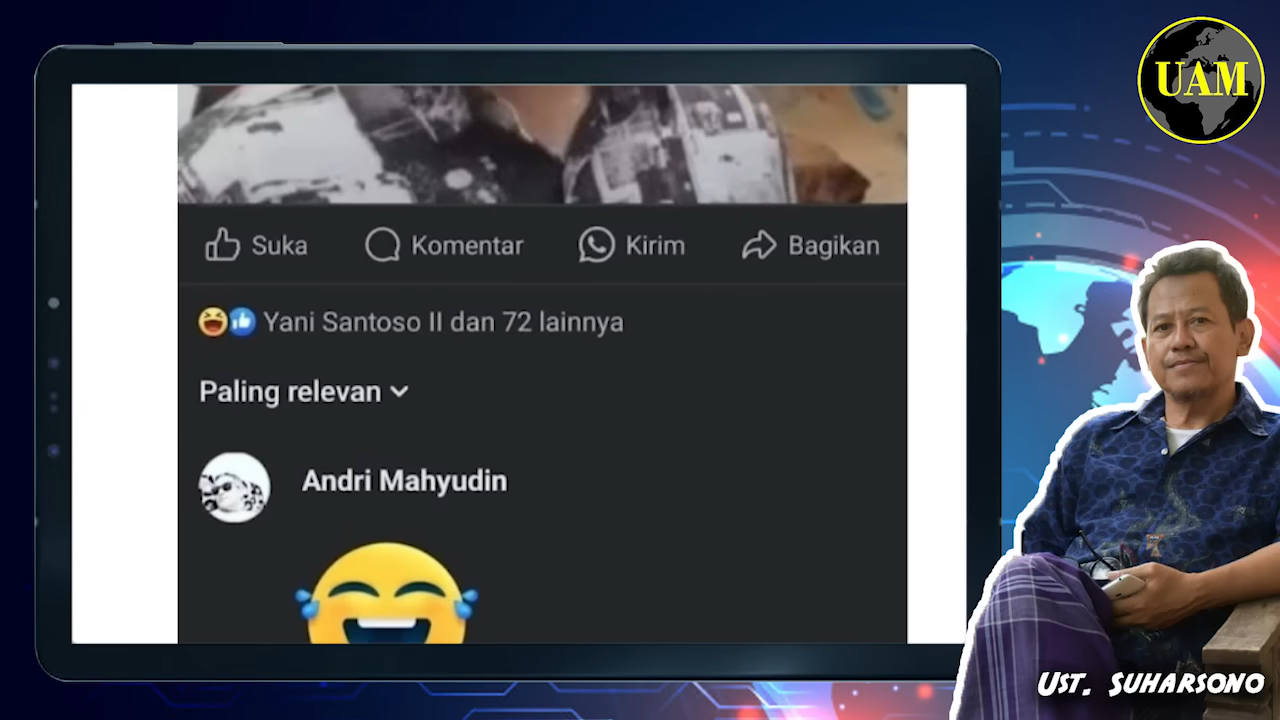 UAM
Suka
Komentar
Kirim
Bagikan
Yani Santoso II dan 72 lainnya
Paling relevan
Andri Mahyudin
UST. SUHARSONO